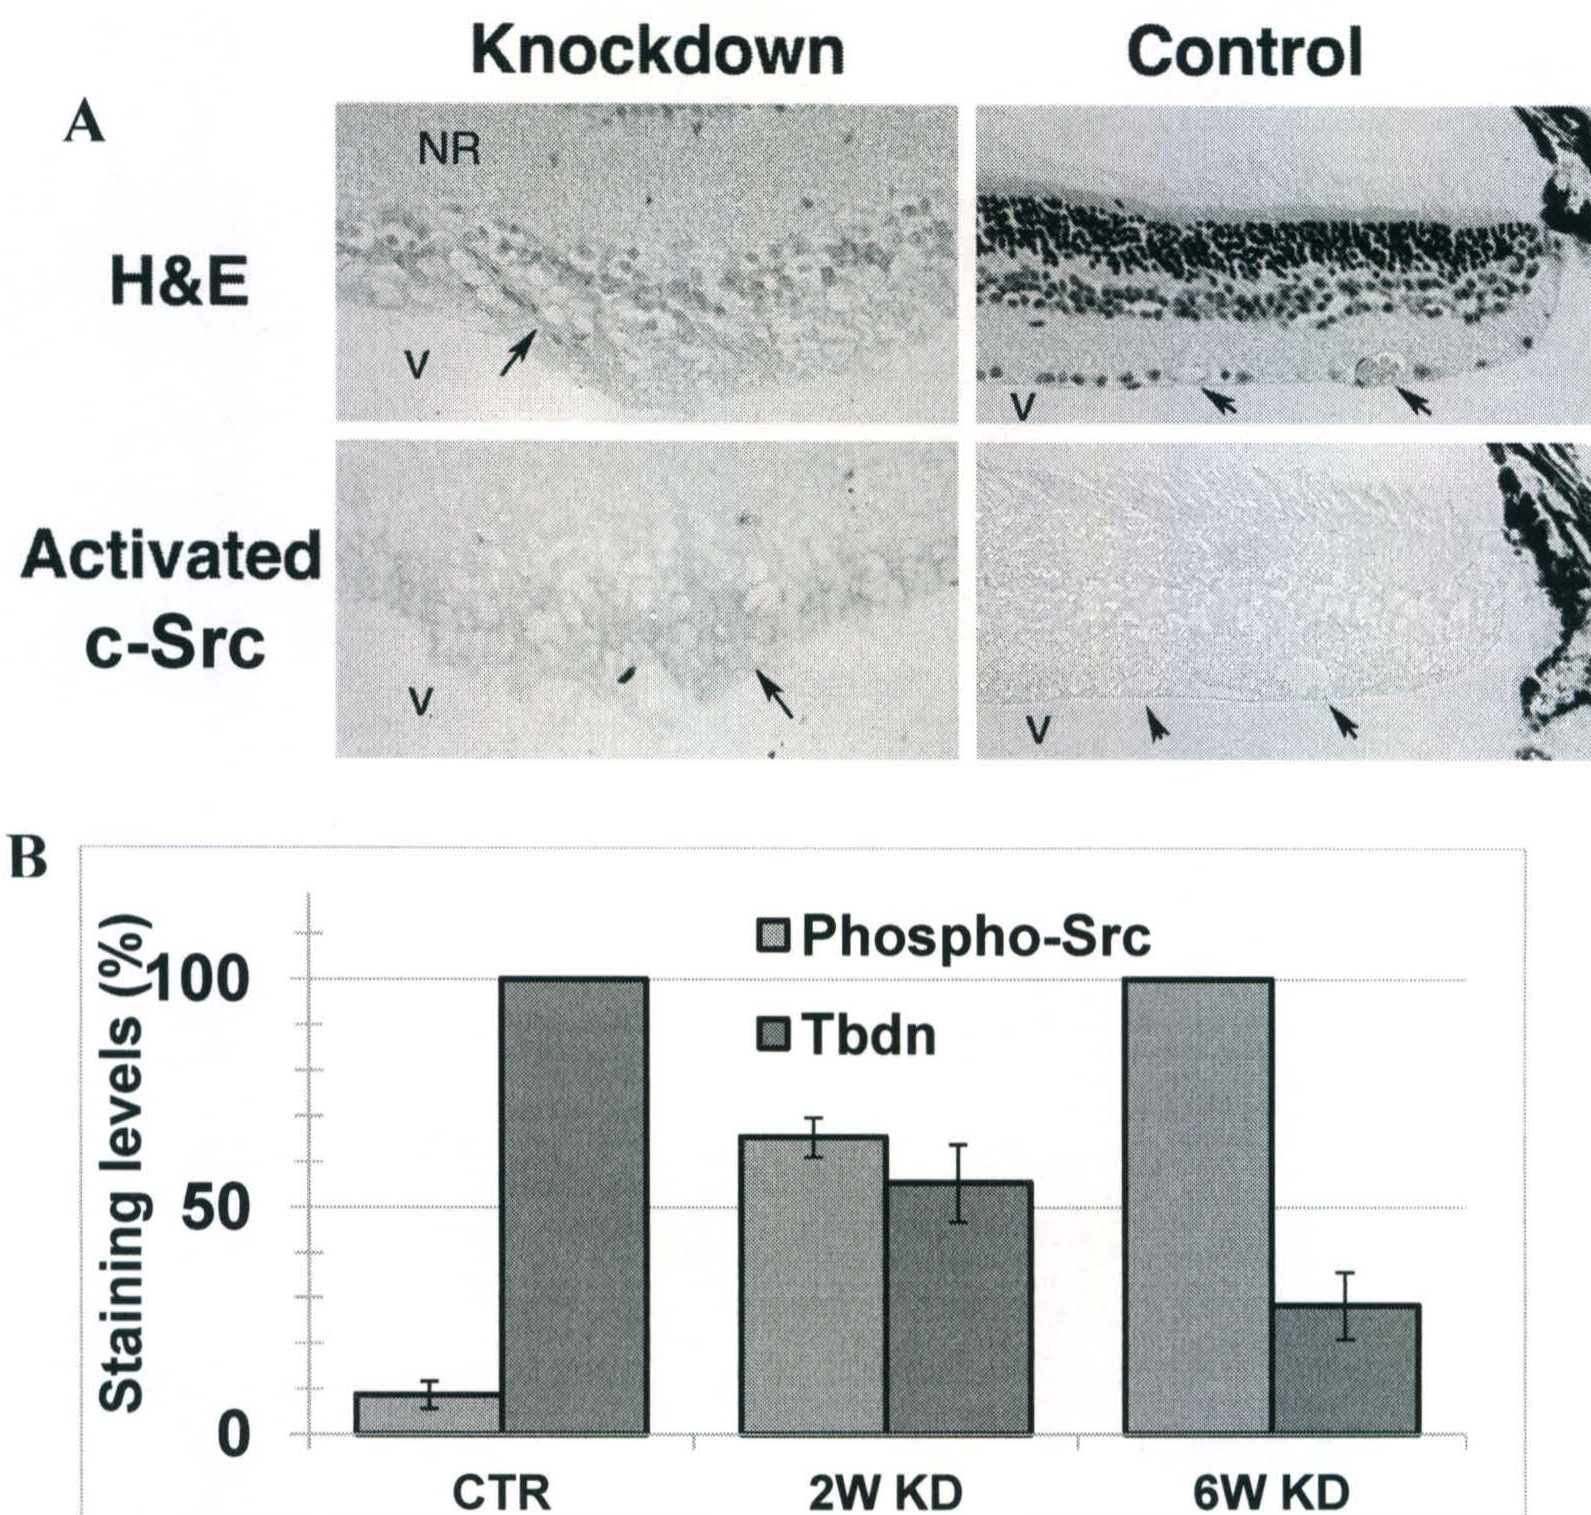 Knockdown Control
A
NR
H&E
V
V
Activated
c-Src
V
V
B
Staining levels (%)
Phospho-Src
100
Tbdn
50
0
CTR 2W KD 6W KD